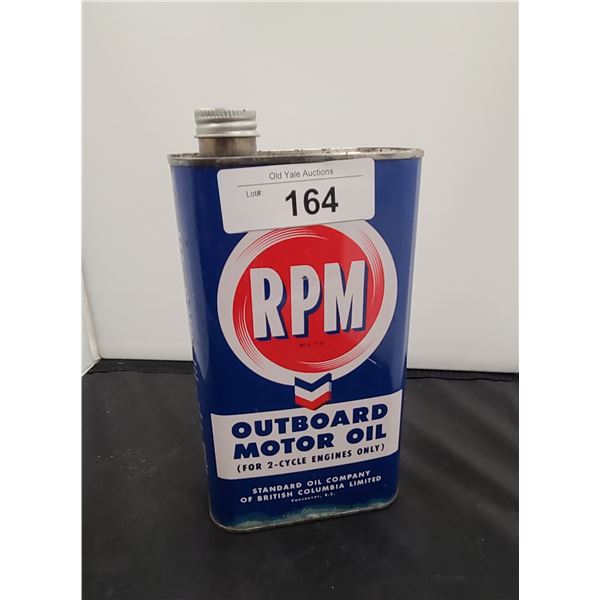 Old Yale Auctions
Lot#: 164
RPM
OUTBOARD
MOTOR OIL
(FOR 2-CYCLE ENGINES ONLY)
STANDARD OIL COMPANY
OF BRITISH COLUMBIA LIMITED
Vancouver, B.C.